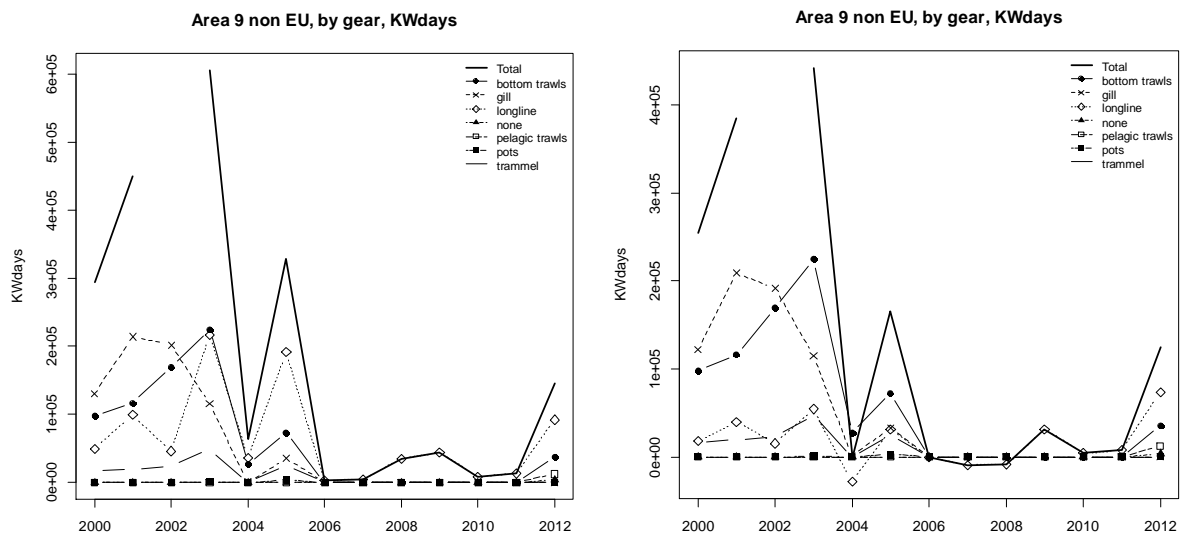 Area 9 non EU, by gear, KWdays
KWdays
6e+05
5e+05
4e+05
3e+05
2e+05
1e+05
0e+00
2000 2002 2004 2006 2008 2010 2012
Total
bottom trawls
gill
longline
none
pelagic trawls
pots
trammel
Area 9 non EU, by gear, KWdays
KWdays
4e+05
3e+05
2e+05
1e+05
0e+00
2000 2002 2004 2006 2008 2010 2012
Total
bottom trawls
gill
longline
none
pelagic trawls
pots
trammel